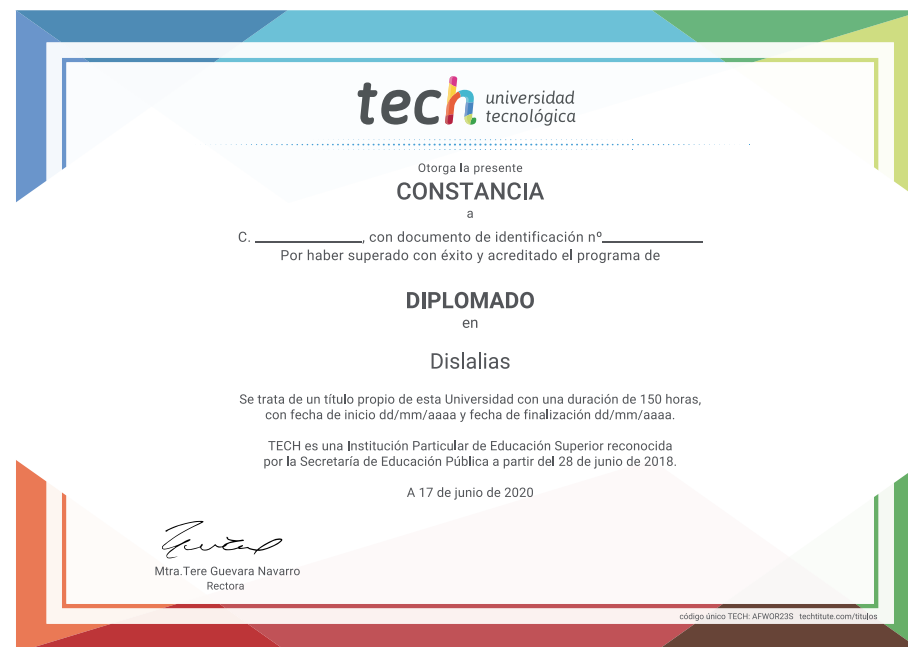 tech universidad
tecnológica
Otorga la presente
CONSTANCIA
a
C. ____________, con documento de identificación nº____________
Por haber superado con éxito y acreditado el programa de
DIPLOMADO
en
Dislalias
Se trata de un título propio de esta Universidad con una duración de 150 horas,
con fecha de inicio dd/mm/aaaa y fecha de finalización dd/mm/aaaa.
TECH es una Institución Particular de Educación Superior reconocida
por la Secretaría de Educación Pública a partir del 28 de junio de 2018.
A 17 de junio de 2020
Mtra.Tere Guevara Navarro
Rectora
código único TECH: AFWOR23S techtitute.com/titulos